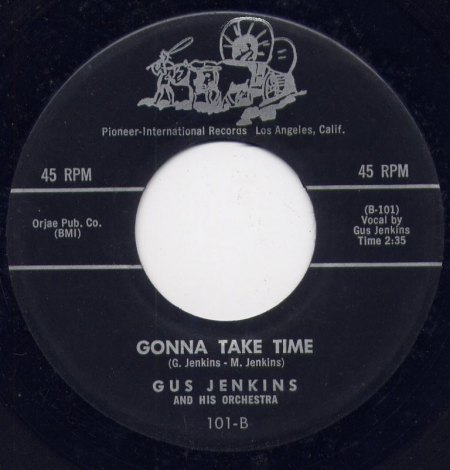 Pioneer-International Records Los Angeles, Calif.
45 RPM
45 RPM
Orjae Pub. Co.
(BMI)
(B-101)
Vocal by
Gus Jenkins
Time 2:35
GONNA TAKE TIME
(G. Jenkins - M. Jenkins)
GUS JENKINS
AND HIS ORCHESTRA
101-B